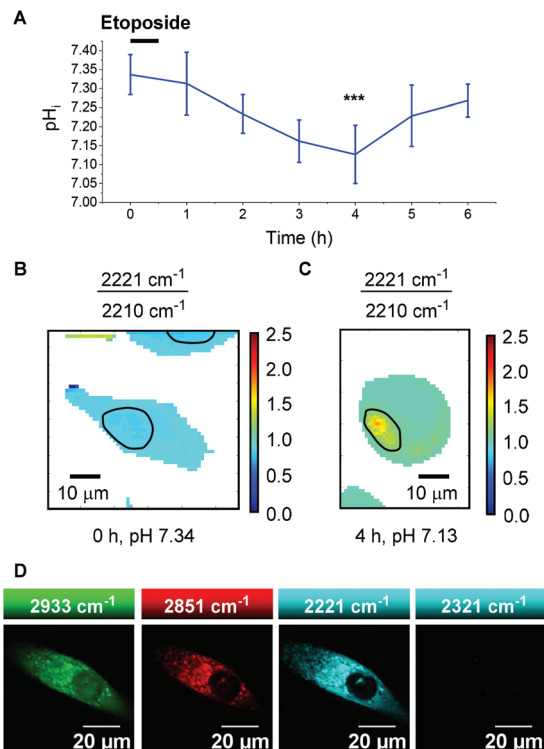 A
Etoposide
7.40
7.35
7.30
7.25
7.20
7.15
7.10
7.05
7.00
pHi
***
0 1 2 3 4 5 6
Time (h)
B
2221 cm⁻¹
2210 cm⁻¹
2.5
2.0
1.5
1.0
0.5
0.0
10 μm
0 h, pH 7.34
C
2221 cm⁻¹
2210 cm⁻¹
2.5
2.0
1.5
1.0
0.5
0.0
10 μm
4 h, pH 7.13
D
2933 cm⁻¹ 2851 cm⁻¹ 2221 cm⁻¹ 2321 cm⁻¹
20 μm 20 μm 20 μm 20 μm